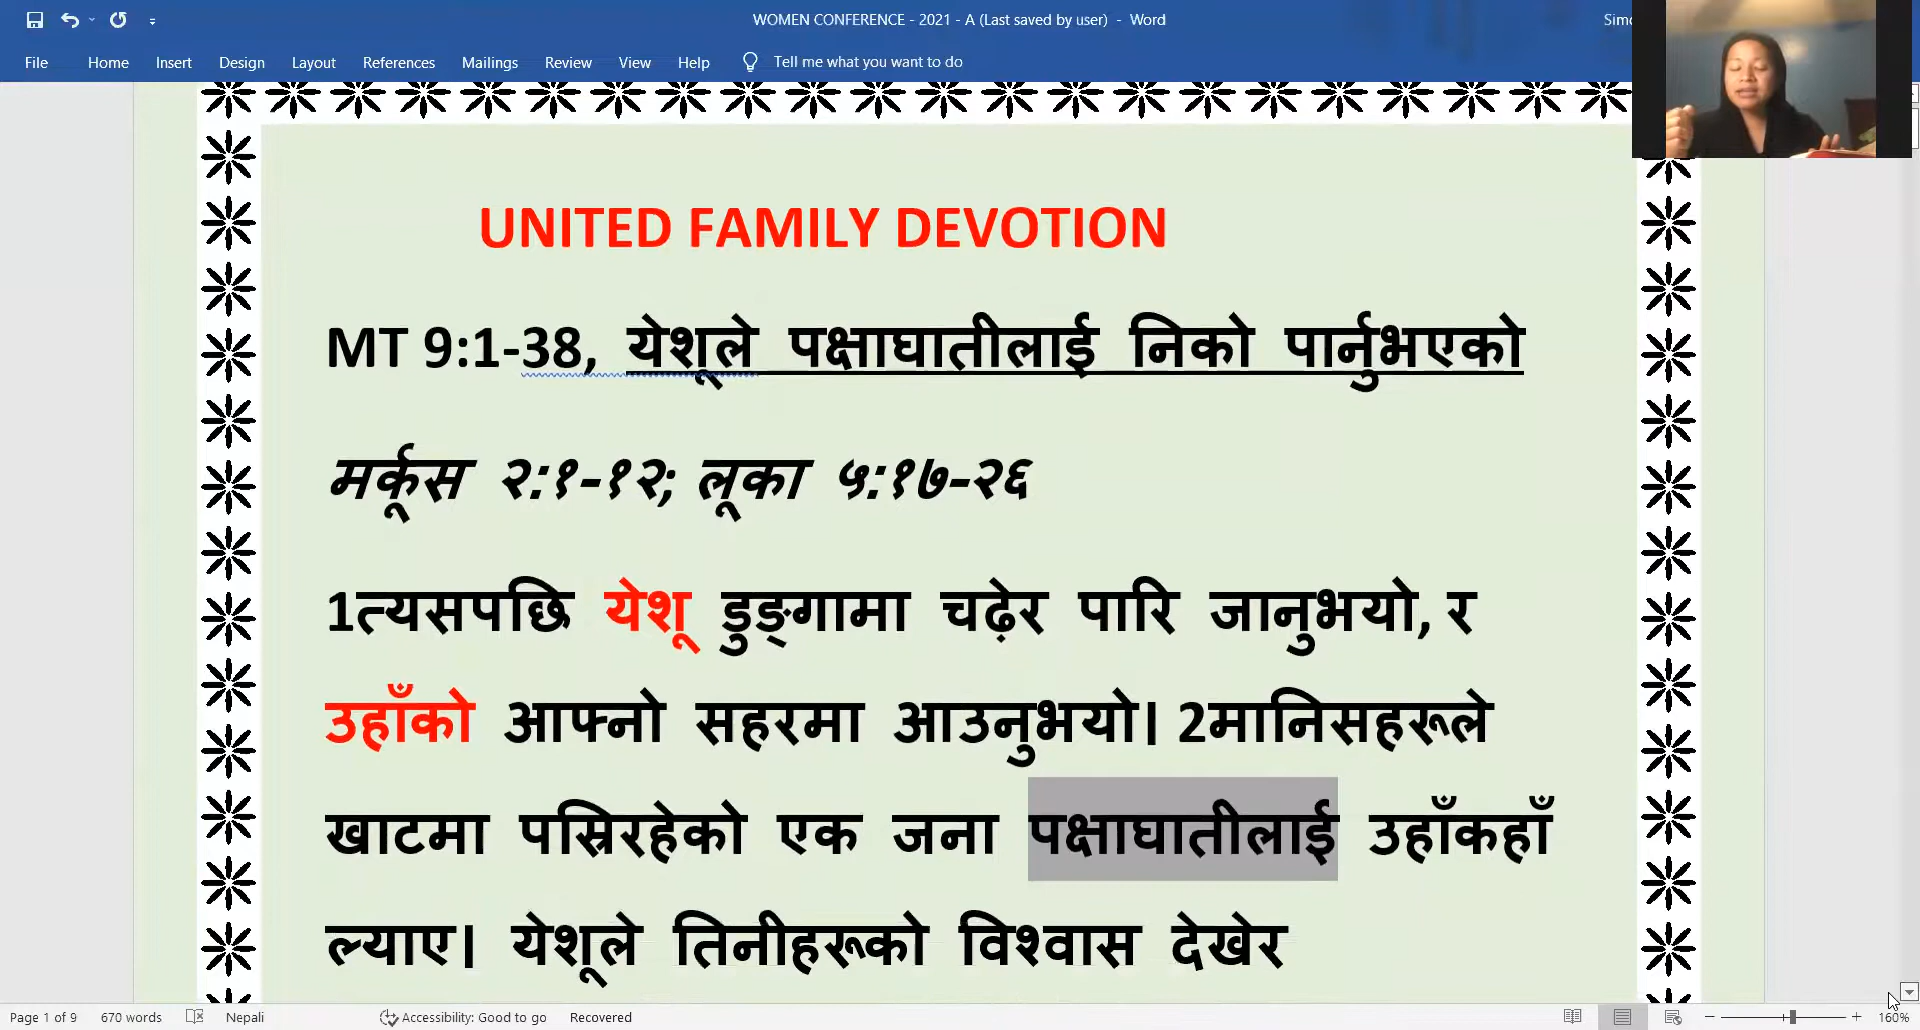 WOMEN CONFERENCE - 2021 - A (Last saved by user) - Word
File Home Insert Design Layout References Mailings Review View Help Tell me what you want to do
UNITED FAMILY DEVOTION
MT 9:1-38, येशूले पक्षाघातीलाई निको पार्नुभएको
मर्कूस २:१-१२; लूका ५:१७-२६
1त्यसपछि येशू डुङ्गामा चढ़ेर पारि जानुभयो, र
उहाँको आफ्नो सहरमा आउनुभयो। 2मानिसहरूले
खाटमा पस्रिरहेको एक जना पक्षाघातीलाई उहाँकहाँ
ल्याए। येशूले तिनीहरूको विश्वास देखेर
Page 1 of 9 670 words Nepali Accessibility: Good to go Recovered 160%